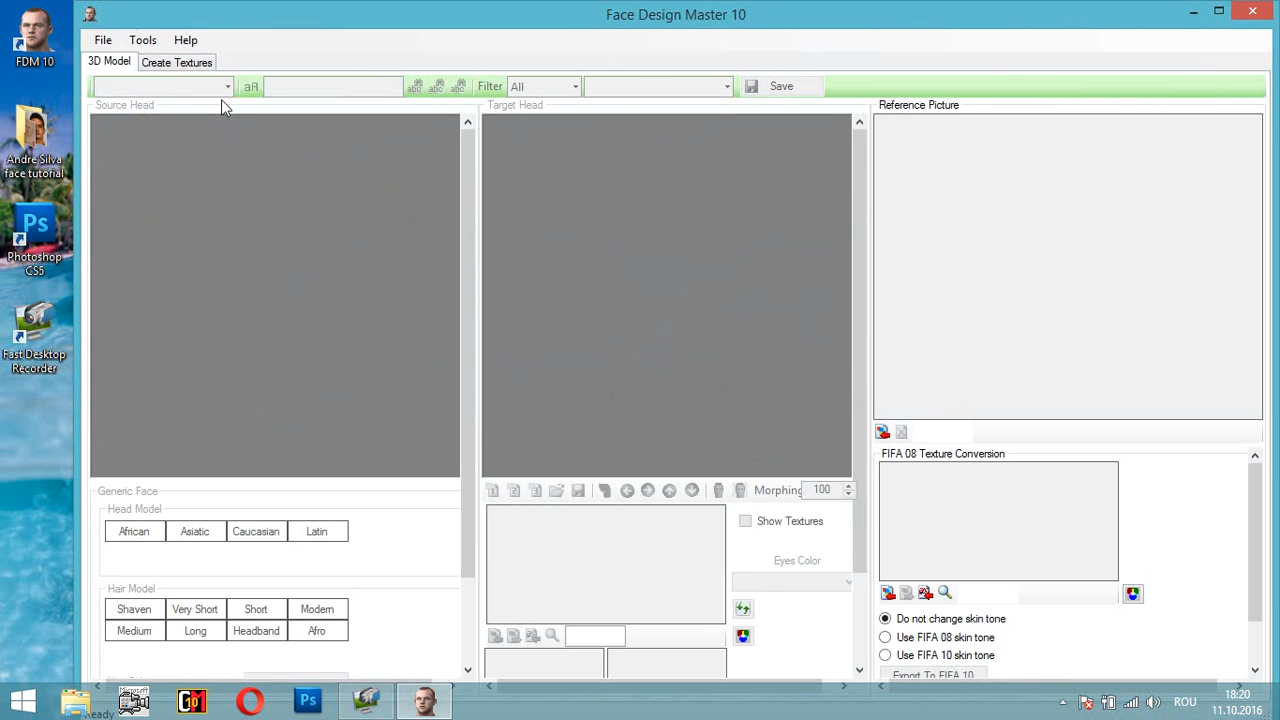 Face Design Master 10
FDM 10
File Tools Help
3D Model Create Textures
aA abc abc abc Filter All Save
Source Head Target Head Reference Picture
Andre Silva
face tutorial
Ps
Photoshop
CS5
Fast Desktop
Recorder
FIFA 08 Texture Conversion
Generic Face
Morphing 100
Head Model
African Asiatic Caucasian Latin
Show Textures
Eyes Color
Hair Model
Shaven Very Short Short Modern
Medium Long Headband Afro
Do not change skin tone
Use FIFA 08 skin tone
Use FIFA 10 skin tone
Export To FIFA 10
Ready
Microsoft
Ps
ROU
18:20
11.10.2016